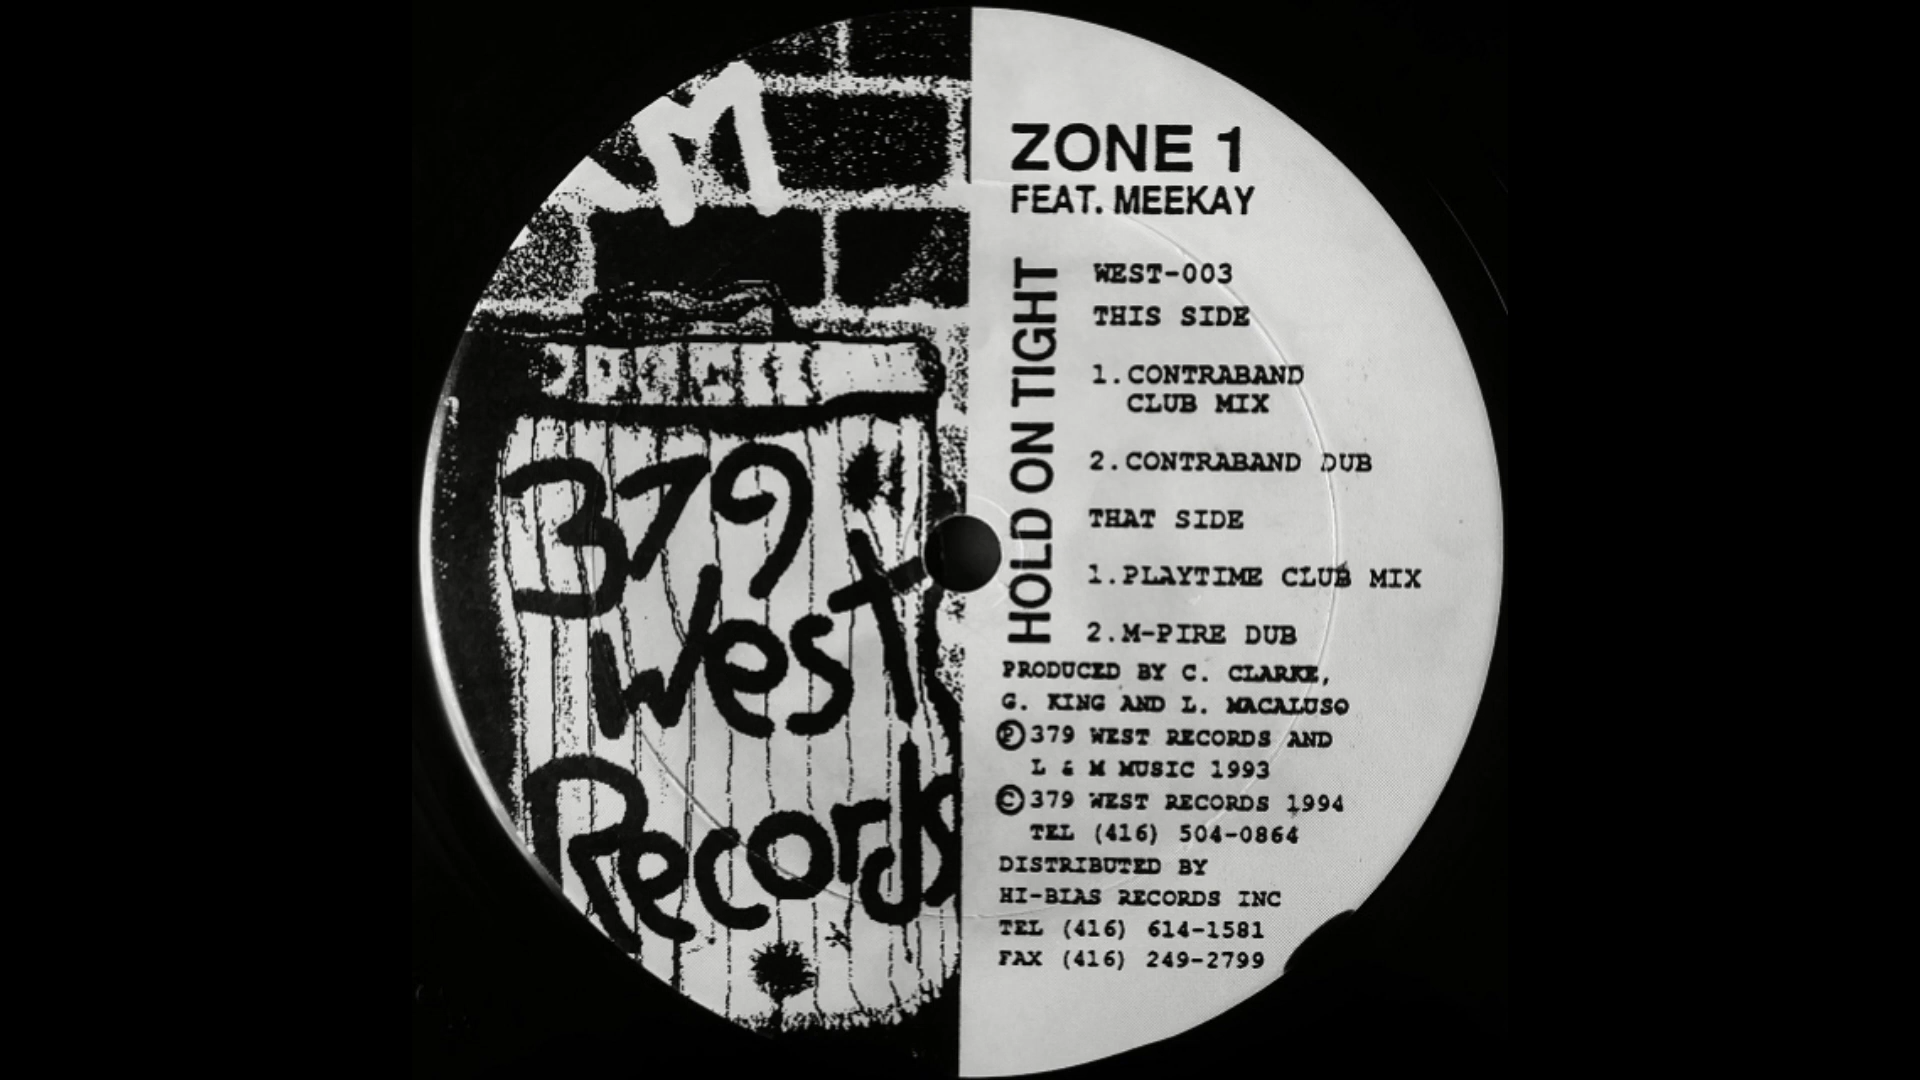 M
379
West
Records
ZONE 1
FEAT. MEEKAY
HOLD ON TIGHT
WEST-003
THIS SIDE
1.CONTRABAND
CLUB MIX
2.CONTRABAND DUB
THAT SIDE
1.PLAYTIME CLUB MIX
2.M-PIRE DUB
PRODUCED BY C. CLARKE,
G. KING AND L. MACALUSO
Ⓟ379 WEST RECORDS AND
L & M MUSIC 1993
©379 WEST RECORDS 1994
TEL (416) 504-0864
DISTRIBUTED BY
HI-BIAS RECORDS INC
TEL (416) 614-1581
FAX (416) 249-2799